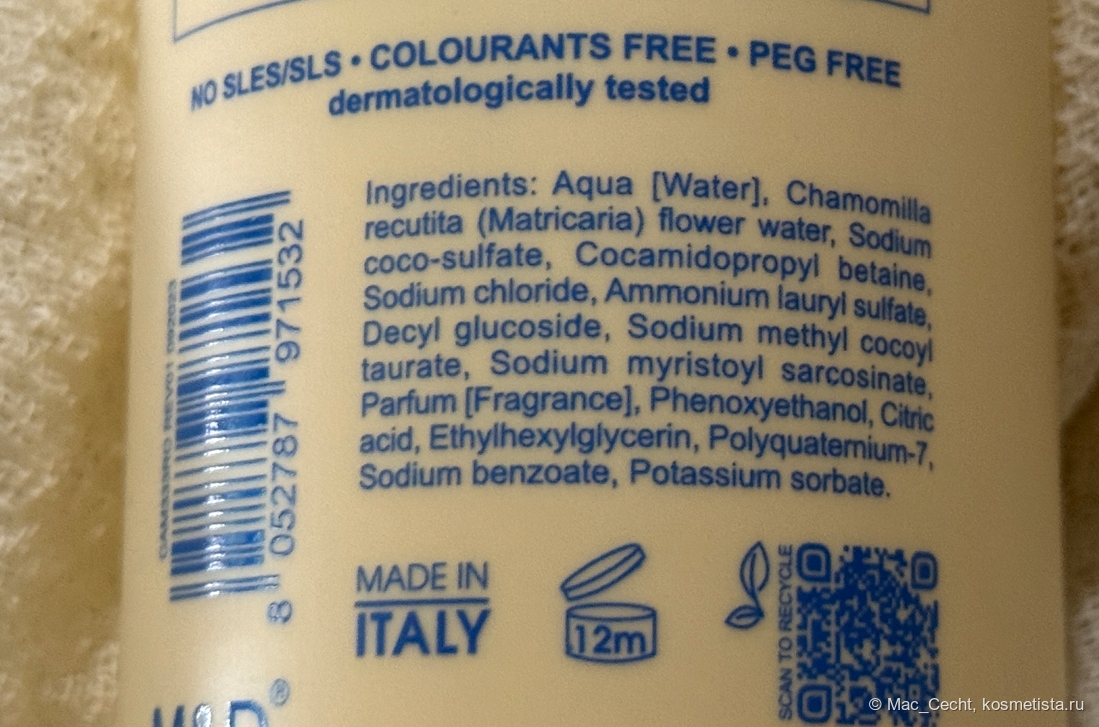 NO SLES/SLS • COLOURANTS FREE • PEG FREE
dermatologically tested
Ingredients: Aqua [Water], Chamomilla
recutita (Matricaria) flower water, Sodium
coco-sulfate, Cocamidopropyl betaine,
Sodium chloride, Ammonium lauryl sulfate,
Decyl glucoside, Sodium methyl cocoyl
taurate, Sodium myristoyl sarcosinate,
Parfum [Fragrance], Phenoxyethanol, Citric
acid, Ethylhexylglycerin, Polyquaternium-7,
Sodium benzoate, Potassium sorbate.
8 052787 971532
MADE IN
ITALY
12m
SCAN TO RECYCLE
© Mac_Cecht, kosmetista.ru